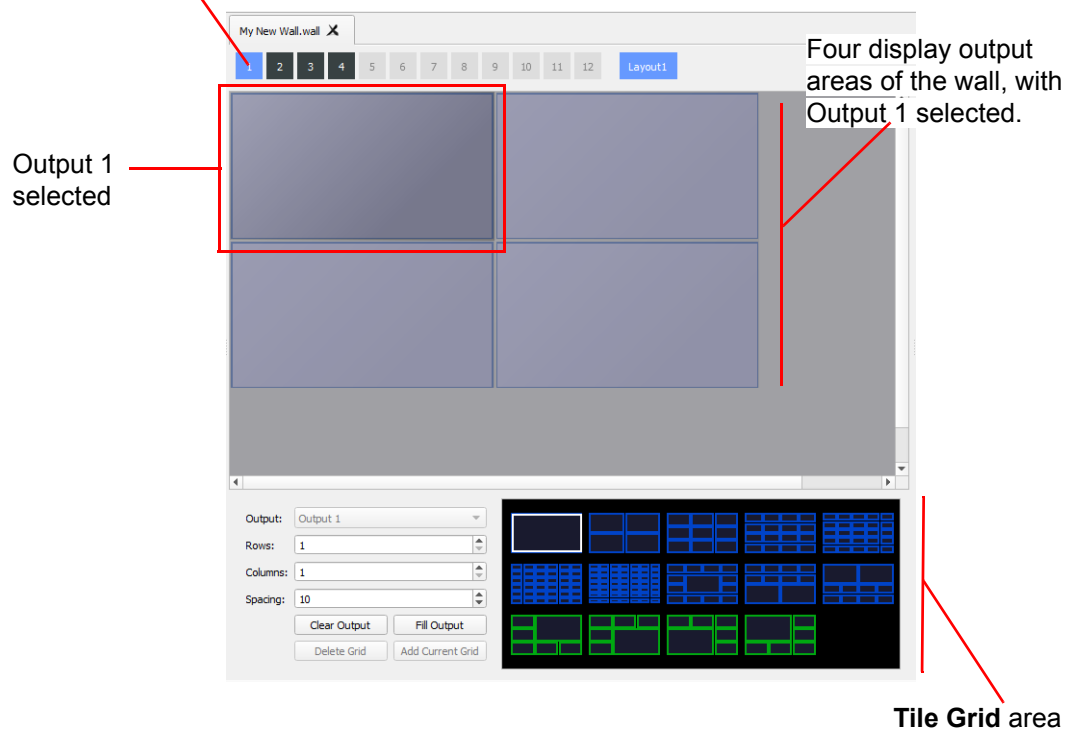 My New Wall.wall X
1 2 3 4 5 6 7 8 9 10 11 12 Layout1
Four display output
areas of the wall, with
Output 1 selected.
Output 1
selected
Output: Output 1
Rows: 1
Columns: 1
Spacing: 10
Clear Output Fill Output
Delete Grid Add Current Grid
Tile Grid area